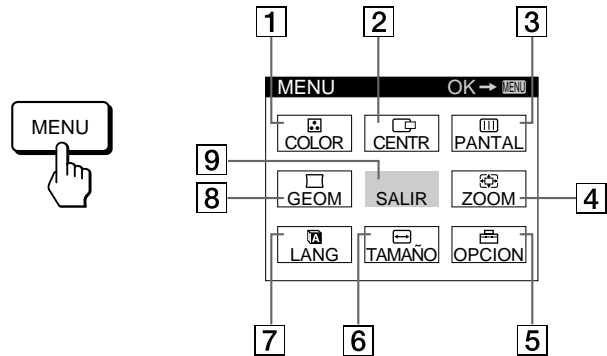 1 2 3
MENU OK → MENU
MENU
COLOR CENTR PANTAL
9
8 GEOM SALIR ZOOM 4
LANG TAMAÑO OPCION
7 6 5